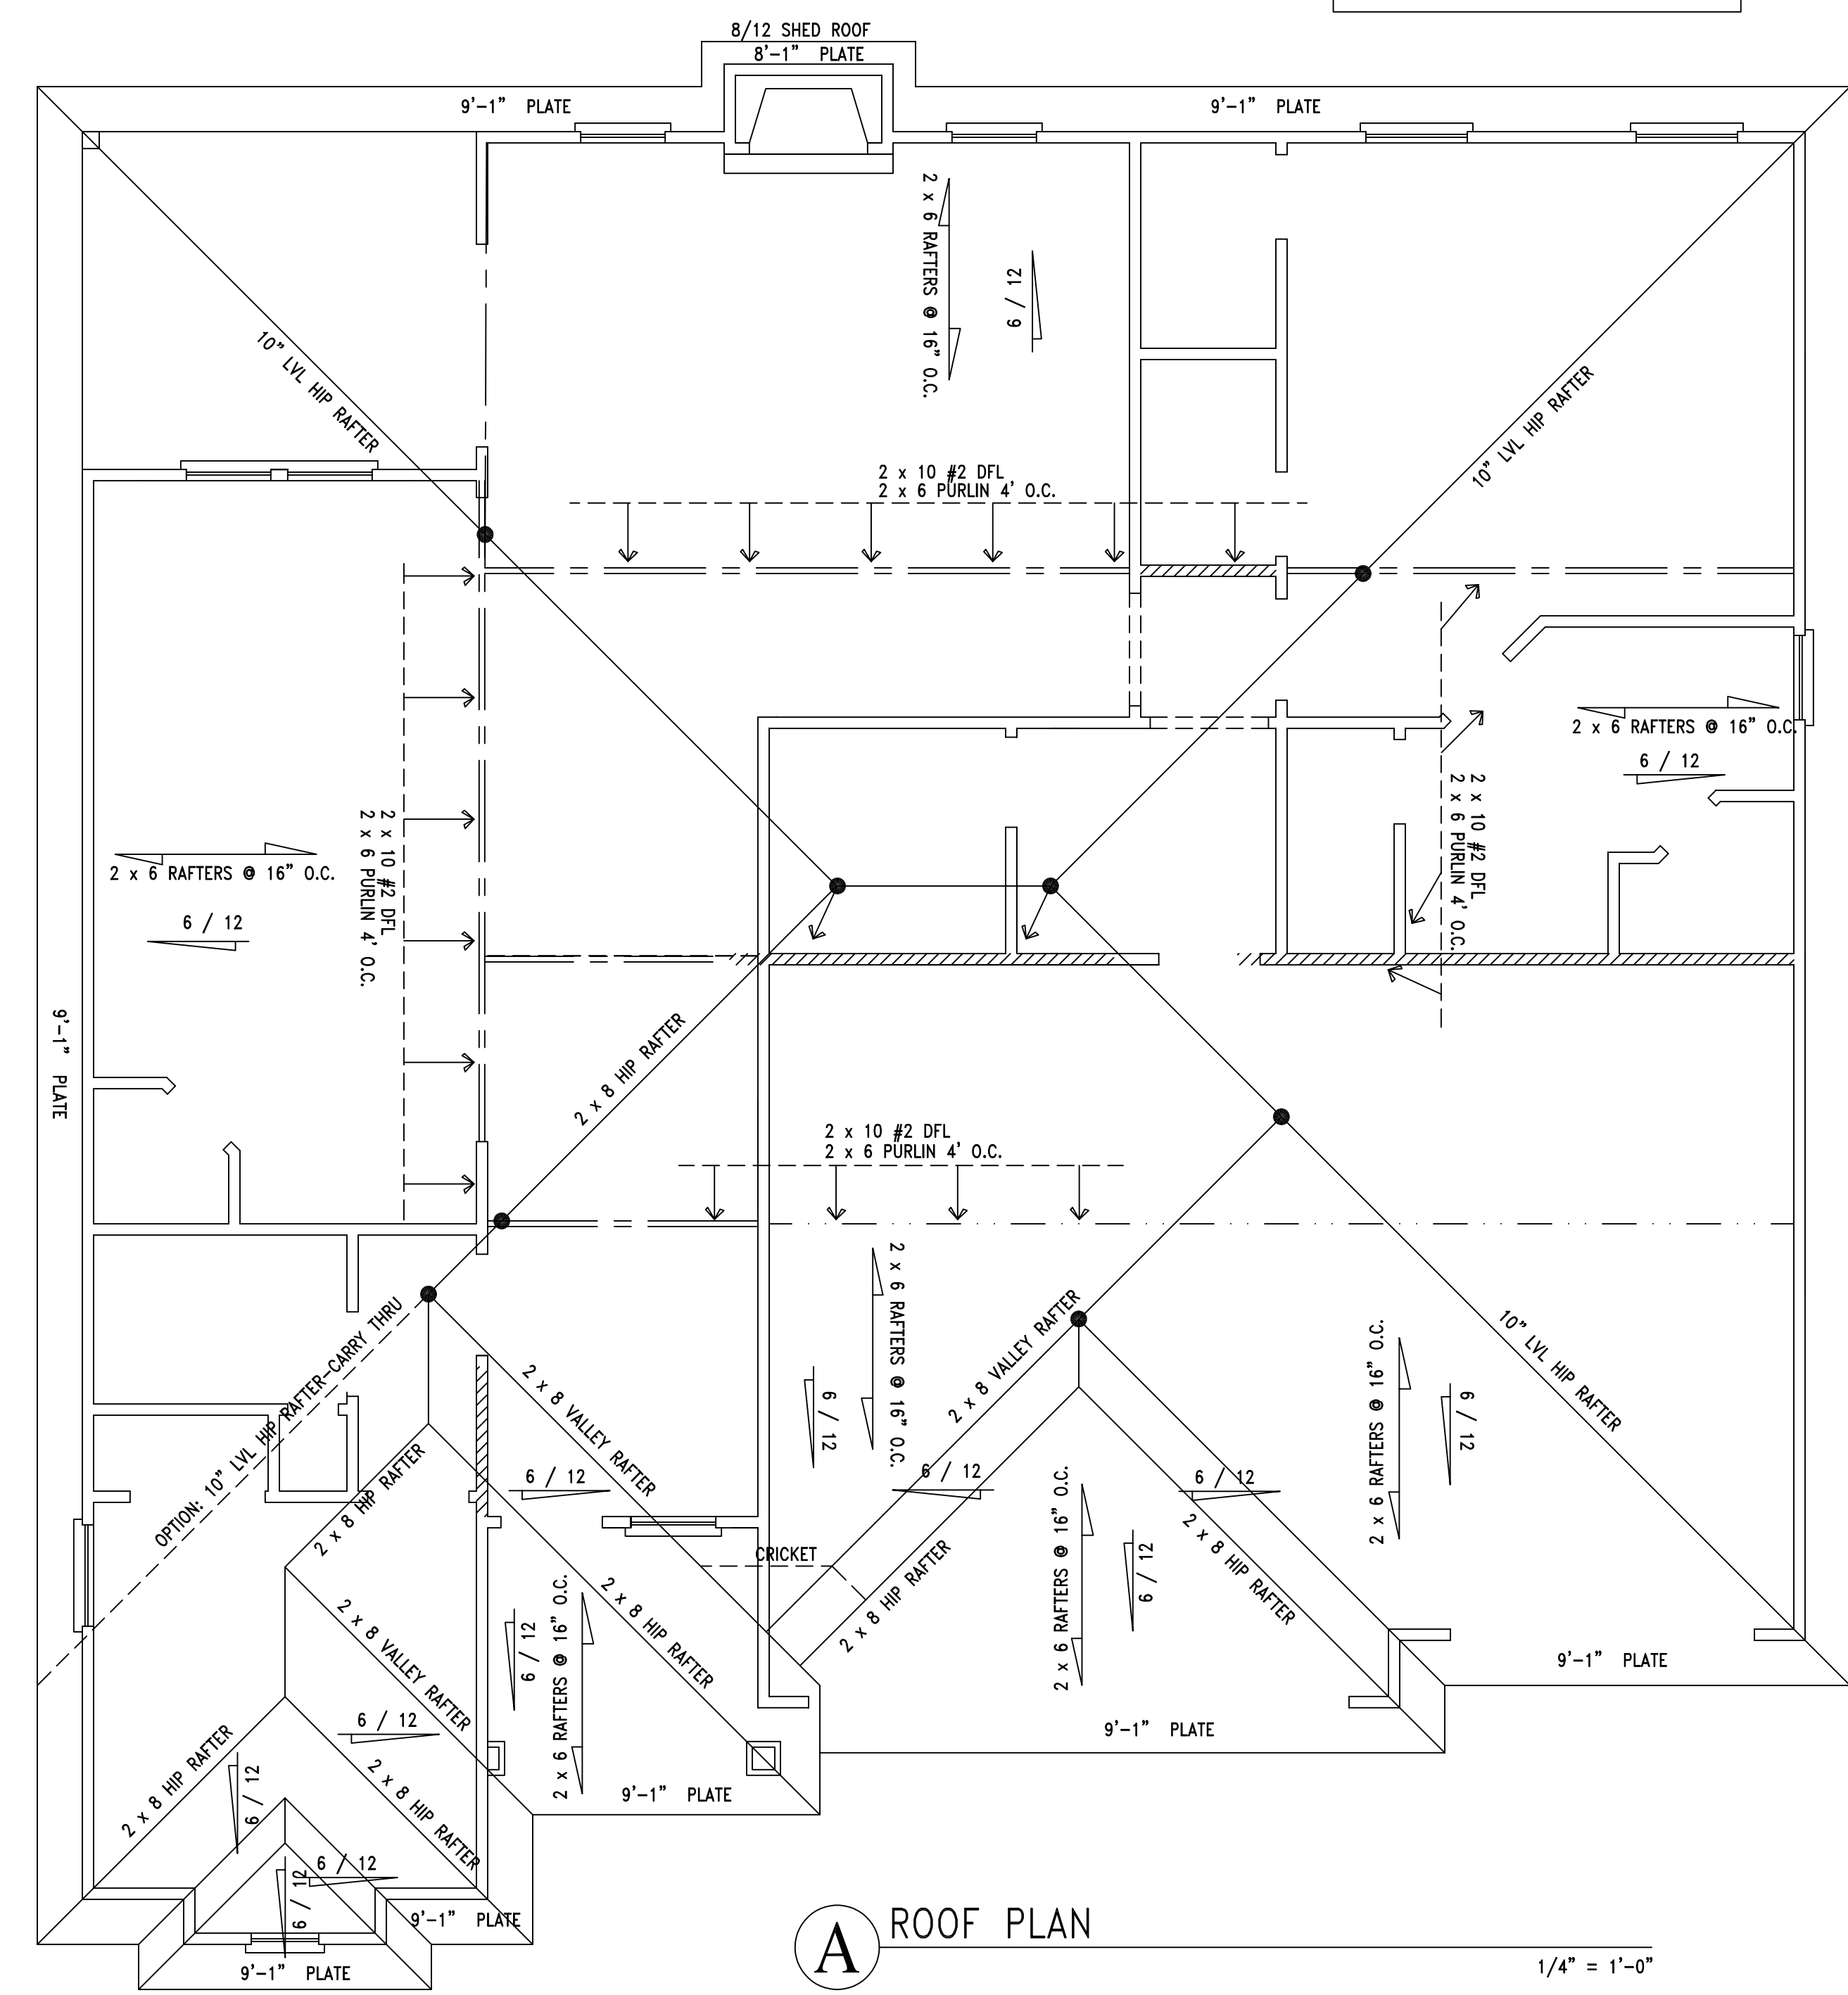 8/12 SHED ROOF
8'-1" PLATE
9'-1" PLATE
9'-1" PLATE
2 x 6 RAFTERS @ 16" O.C.
6 / 12
10" LVL HIP RAFTER
10" LVL HIP RAFTER
2 x 10 #2 DFL
2 x 6 PURLIN 4' O.C.
2 x 6 RAFTERS @ 16" O.C.
6 / 12
2 x 10 #2 DFL
2 x 6 PURLIN 4' O.C.
2 x 10 #2 DFL
2 x 6 PURLIN 4' O.C.
2 x 6 RAFTERS @ 16" O.C.
6 / 12
9'-1" PLATE
2 x 8 HIP RAFTER
2 x 10 #2 DFL
2 x 6 PURLIN 4' O.C.
2 x 6 RAFTERS @ 16" O.C.
6 / 12
2 x 8 VALLEY RAFTER
10" LVL HIP RAFTER
2 x 6 RAFTERS @ 16" O.C.
6 / 12
OPTION: 10" LVL HIP RAFTER-CARRY THRU
2 x 8 VALLEY RAFTER
2 x 8 HIP RAFTER
6 / 12
6 / 12
6 / 12
CRICKET
2 x 8 HIP RAFTER
2 x 6 RAFTERS @ 16" O.C.
6 / 12
2 x 8 HIP RAFTER
2 x 8 HIP RAFTER
6 / 12
2 x 6 RAFTERS @ 16" O.C.
2 x 8 VALLEY RAFTER
9'-1" PLATE
9'-1" PLATE
9'-1" PLATE
6 / 12
2 x 8 HIP RAFTER
6 / 12
2 x 8 HIP RAFTER
6 / 12
6 / 12
9'-1" PLATE
9'-1" PLATE
A
ROOF PLAN
1/4" = 1'-0"